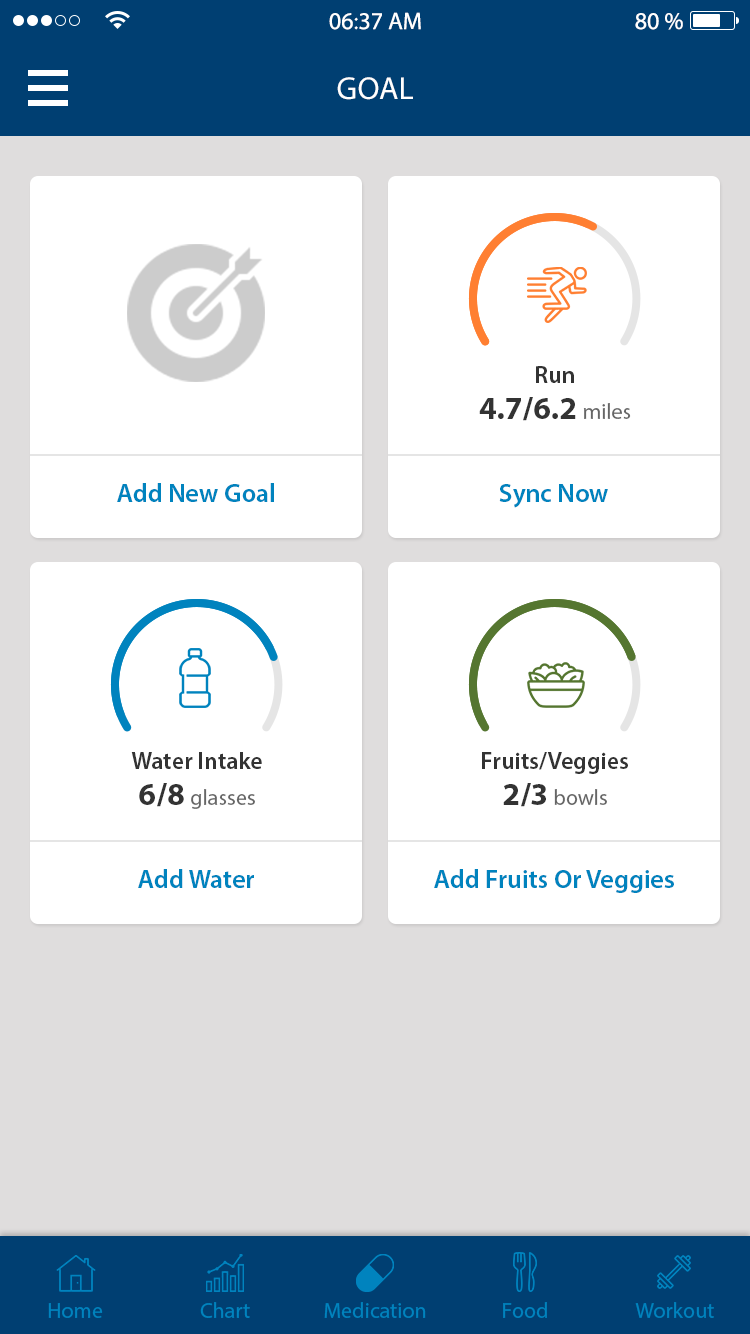 06:37 AM
80 %
GOAL
Add New Goal
Run
4.7/6.2 miles
Sync Now
Water Intake
6/8 glasses
Add Water
Fruits/Veggies
2/3 bowls
Add Fruits Or Veggies
Home
Chart
Medication
Food
Workout